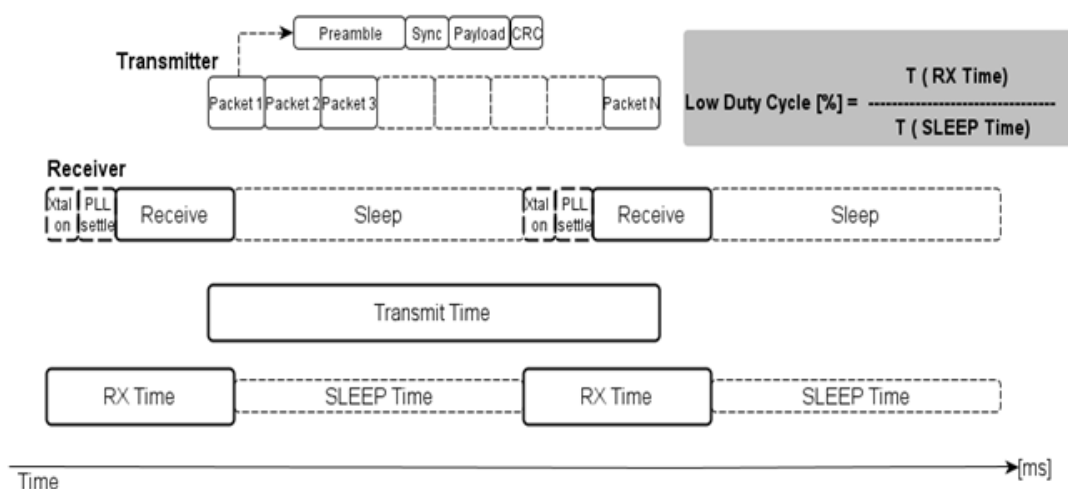 Preamble Sync Payload CRC
Transmitter
Packet 1 Packet 2 Packet 3 Packet N
T ( RX Time)
Low Duty Cycle [%] = ------------------------------------
T ( SLEEP Time)
Receiver
Xtal on PLL settle Receive Sleep Xtal on PLL settle Receive Sleep
Transmit Time
RX Time SLEEP Time RX Time SLEEP Time
[ms]
Time